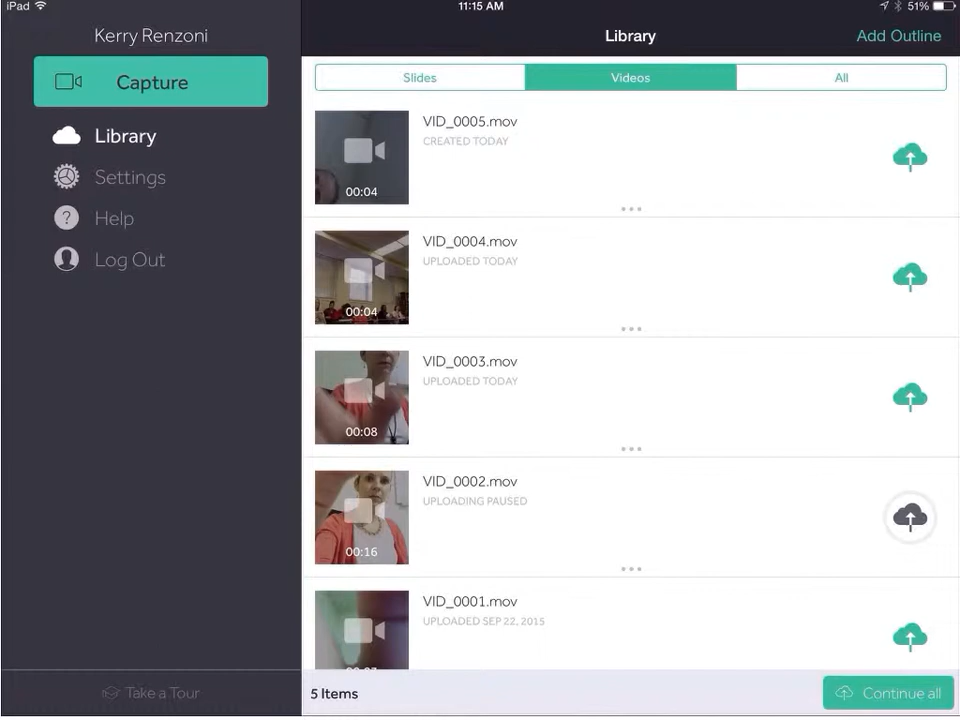 iPad
11:15 AM
51%
Kerry Renzoni
Library
Add Outline
Capture
Library
Settings
Help
Log Out
Take a Tour
Slides
Videos
All
VID_0005.mov
CREATED TODAY
00:04
VID_0004.mov
UPLOADED TODAY
00:04
VID_0003.mov
UPLOADED TODAY
00:08
VID_0002.mov
UPLOADING PAUSED
00:16
VID_0001.mov
UPLOADED SEP 22, 2015
5 Items
Continue all